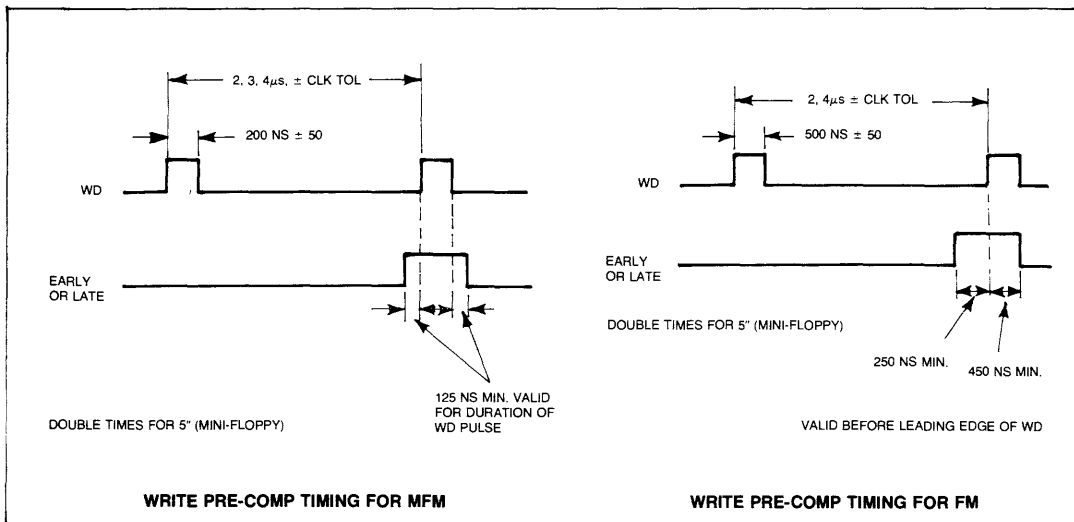 2, 3, 4μs, ± CLK TOL
200 NS ± 50
WD
EARLY
OR LATE
125 NS MIN. VALID
FOR DURATION OF
WD PULSE
DOUBLE TIMES FOR 5" (MINI-FLOPPY)
WRITE PRE-COMP TIMING FOR MFM
2, 4μs ± CLK TOL
500 NS ± 50
WD
EARLY
OR LATE
DOUBLE TIMES FOR 5" (MINI-FLOPPY)
250 NS MIN.
450 NS MIN.
VALID BEFORE LEADING EDGE OF WD
WRITE PRE-COMP TIMING FOR FM